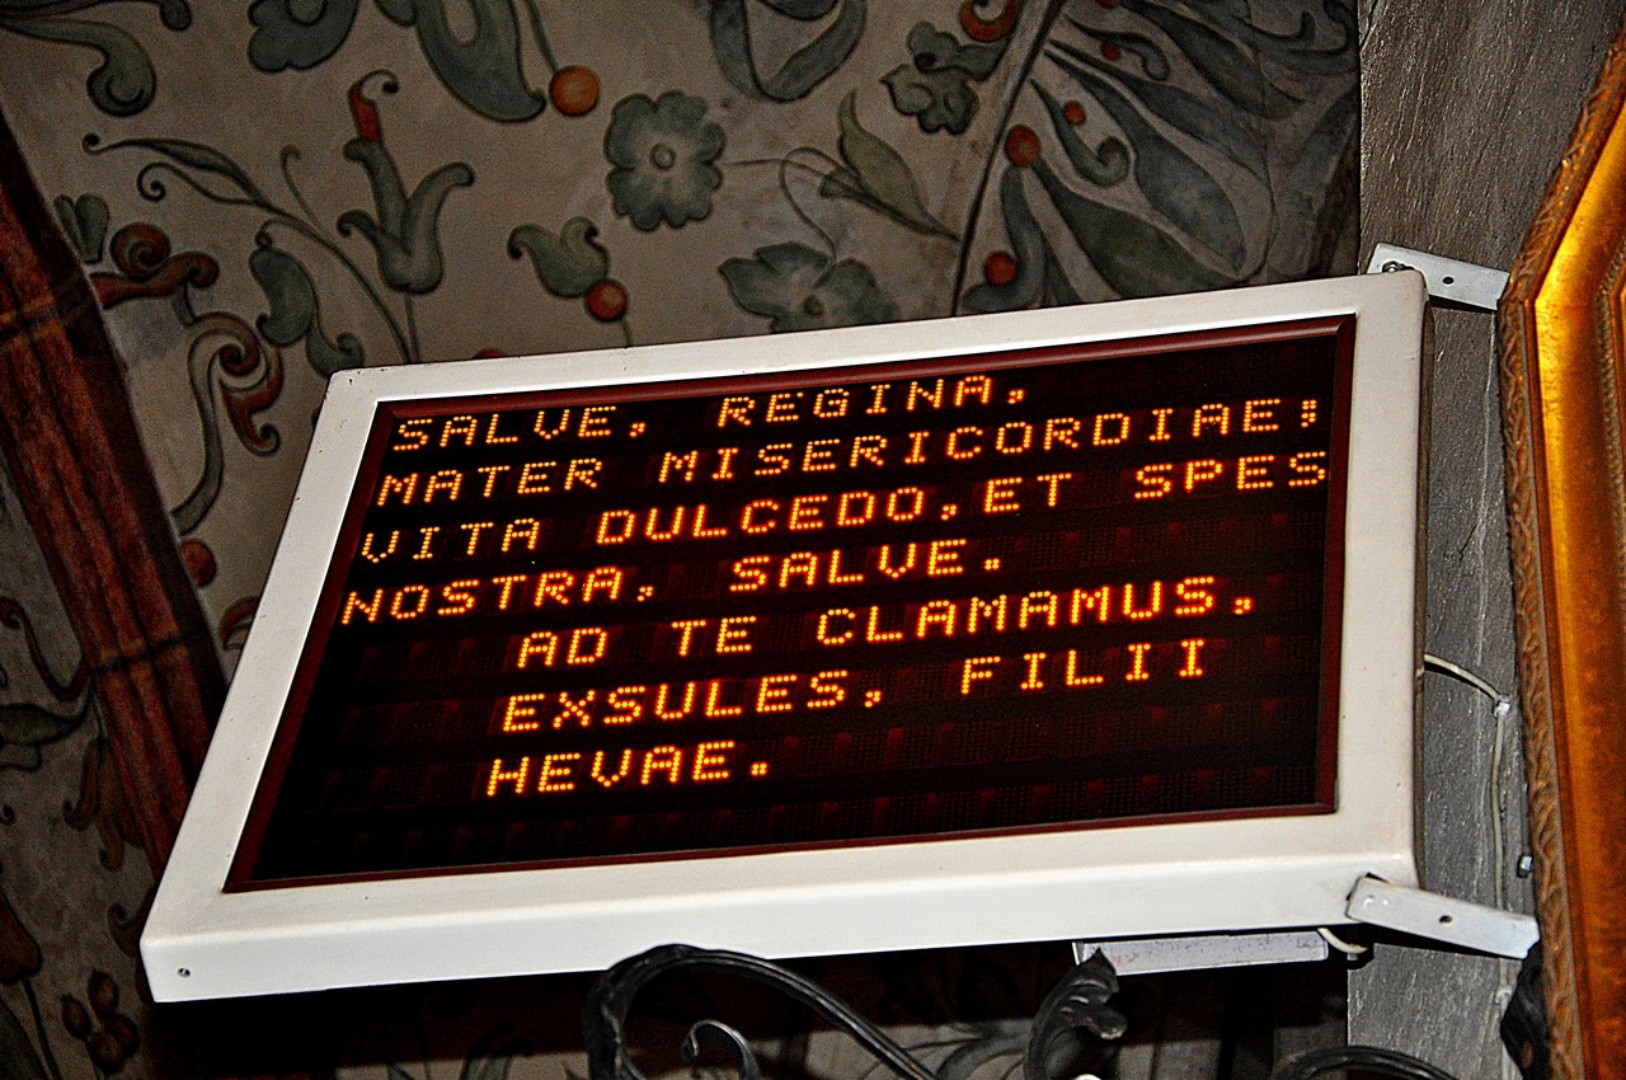 SALVE, REGINA,
MATER MISERICORDIAE;
VITA DULCEDO,ET SPES
NOSTRA, SALVE.
AD TE CLAMAMUS,
EXSULES, FILII
HEVAE.